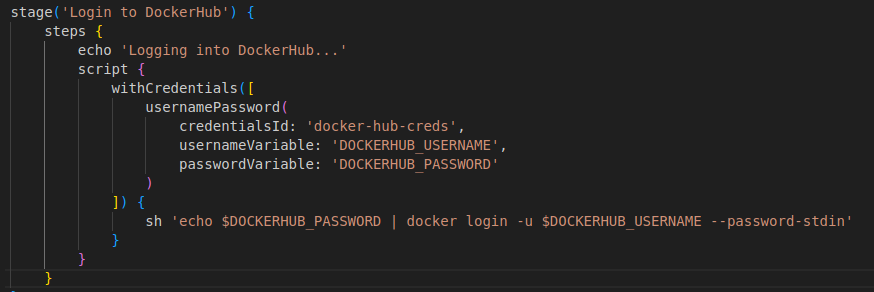 stage('Login to DockerHub') {
    steps {
        echo 'Logging into DockerHub...'
        script {
            withCredentials([
                usernamePassword(
                    credentialsId: 'docker-hub-creds',
                    usernameVariable: 'DOCKERHUB_USERNAME',
                    passwordVariable: 'DOCKERHUB_PASSWORD'
                )
            ]) {
                sh 'echo $DOCKERHUB_PASSWORD | docker login -u $DOCKERHUB_USERNAME --password-stdin'
            }
        }
    }